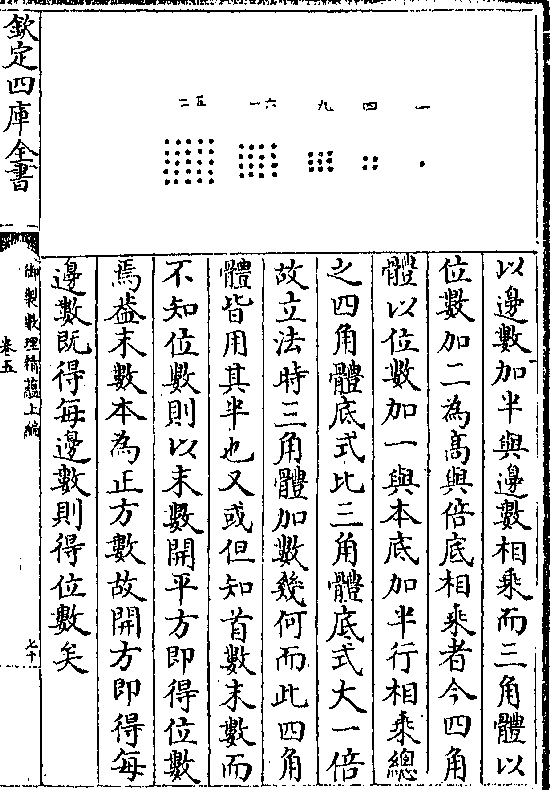 以邊數加半與邊數相乘而三角體以
位數加二為髙與倍底相乘者今四角
體以位數加一與本底加半行相乘總
之四角體底式比三角體底式大一倍
故立法時三角體加數幾何而此四角
體皆用其半也又或但知首數末數而
不知位數則以末數開平方即得位數
焉葢末數本為正方數故開方即得每
邊數既得每邊數則得位數矣
一
四
九
一六
二五
欽定四庫全書
御製數理精藴上編
卷五
七十